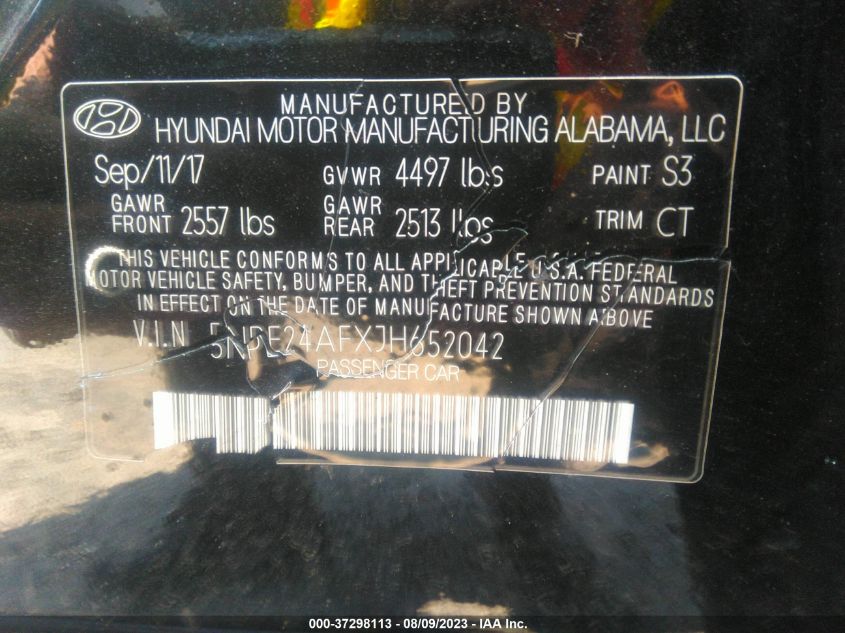 MANUFACTURED BY
HYUNDAI MOTOR MANUFACTURING ALABAMA, LLC
Sep/11/17 GVWR 4497 lbs PAINT S3
GAWR FRONT 2557 lbs GAWR REAR 2513 lbs TRIM CT
THIS VEHICLE CONFORMS TO ALL APPLICABLE U.S.A. FEDERAL
MOTOR VEHICLE SAFETY, BUMPER, AND THEFT PREVENTION STANDARDS
IN EFFECT ON THE DATE OF MANUFACTURE SHOWN ABOVE
V.I.N 5NPE24AFXJH652042
PASSENGER CAR
000-37298113 - 08/09/2023 - IAA Inc.